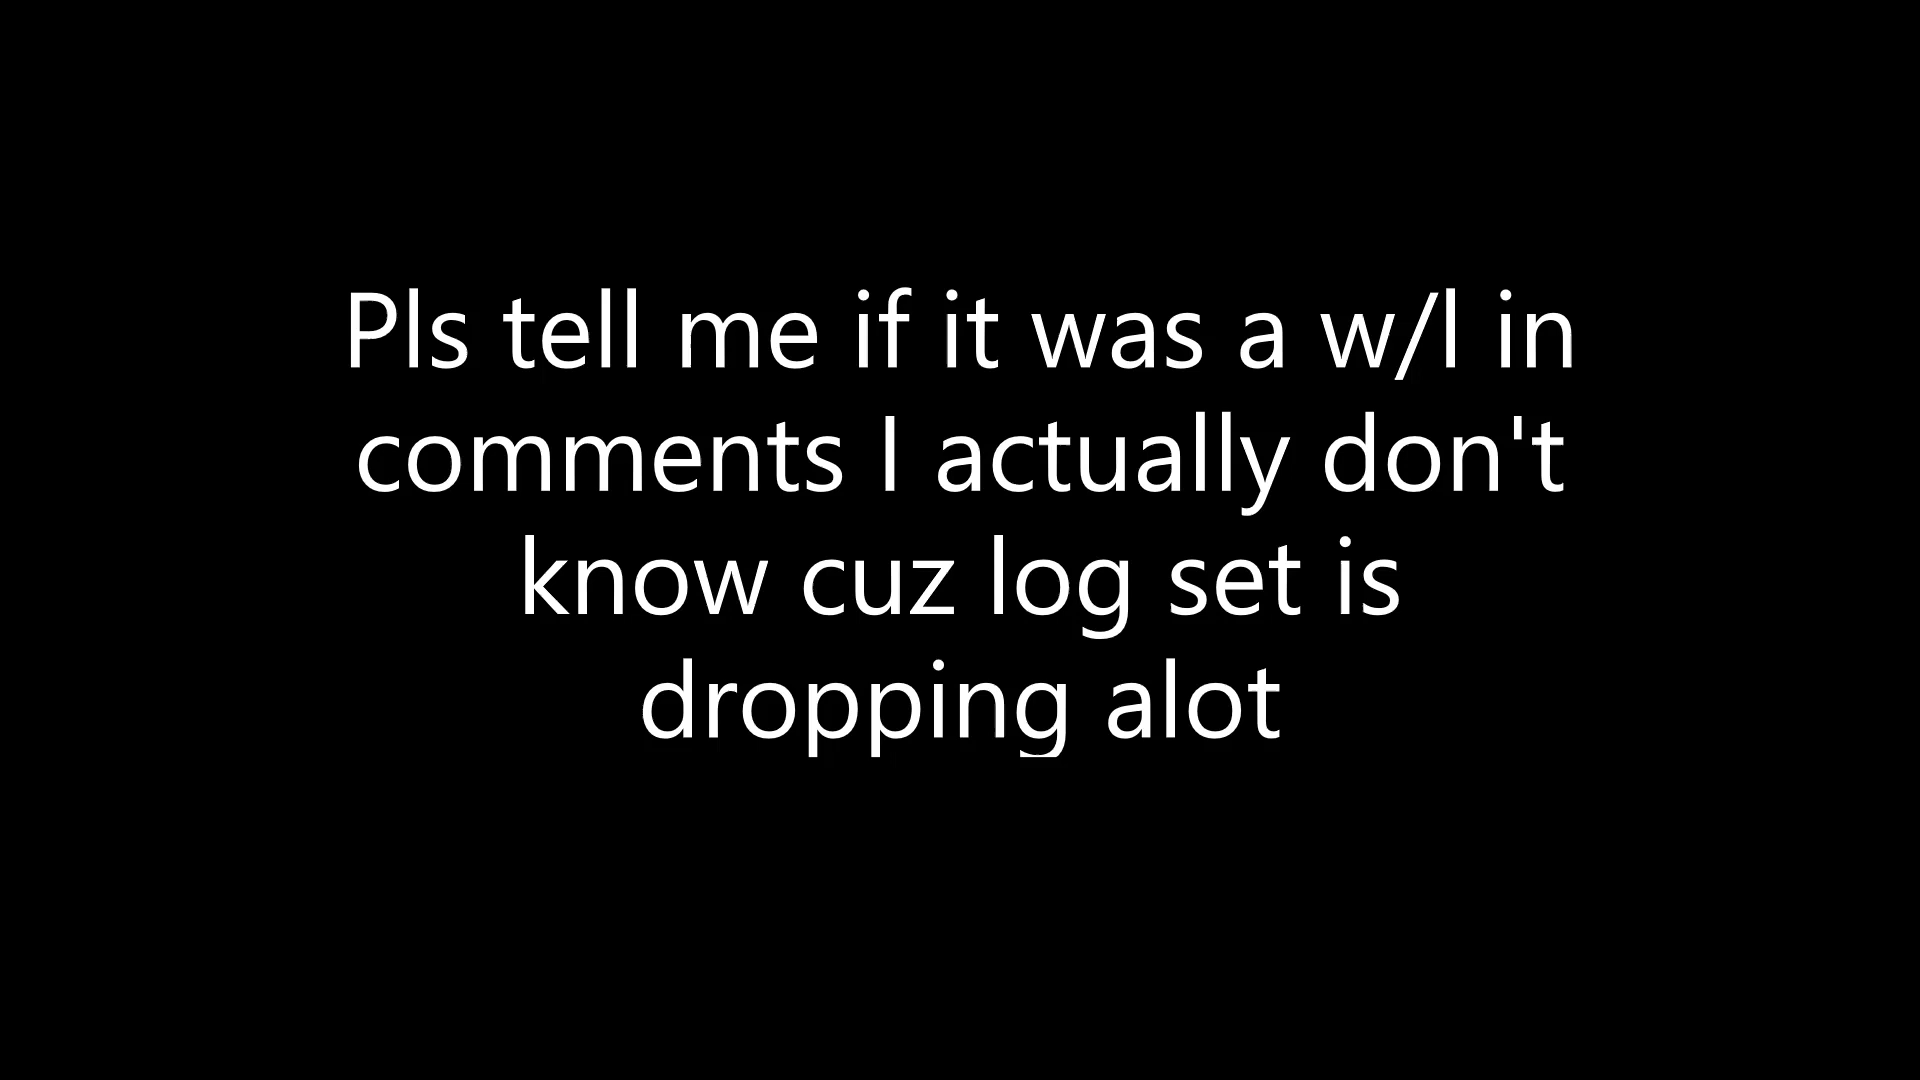 Pls tell me if it was a w/l in
comments I actually don't
know cuz log set is
dropping alot